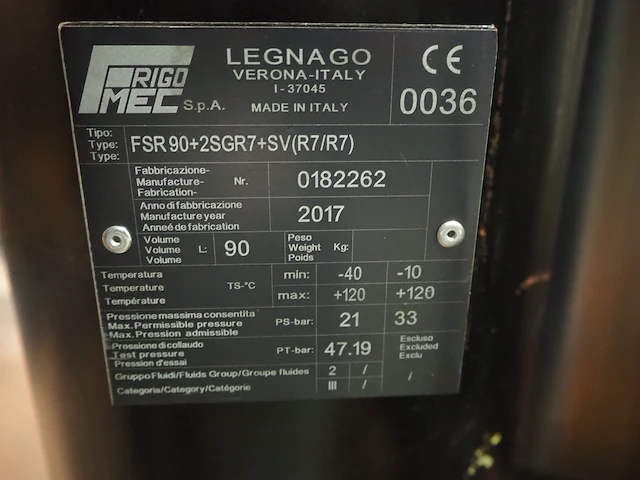 FRIGO MEC S.p.A.
LEGNAGO
VERONA-ITALY
I-37045
MADE IN ITALY
CE
0036
Tipo:
Type:
Type:
FSR 90+2SGR7+SV(R7/R7)
Fabbricazione-
Manufacture-
Fabrication-
Nr.
0182262
Anno di fabbricazione
Manufacture year
Anneé de fabrication
2017
Volume
Volume
Volume
L:
90
Peso
Weight
Poids
Kg:
Temperatura
Temperature
Température
TS-°C
min: -40 -10
max: +120 +120
Pressione massima consentita
Max. Permissible pressure
Max. Pression admissible
PS-bar: 21 33
Pressione di collaudo
Test pressure
Pression d'essai
PT-bar: 47.19
Escluso
Excluded
Exclu
Gruppo Fluidi/Fluids Group/Groupe fluides 2 / /
Categoria/Category/Catégorie III /